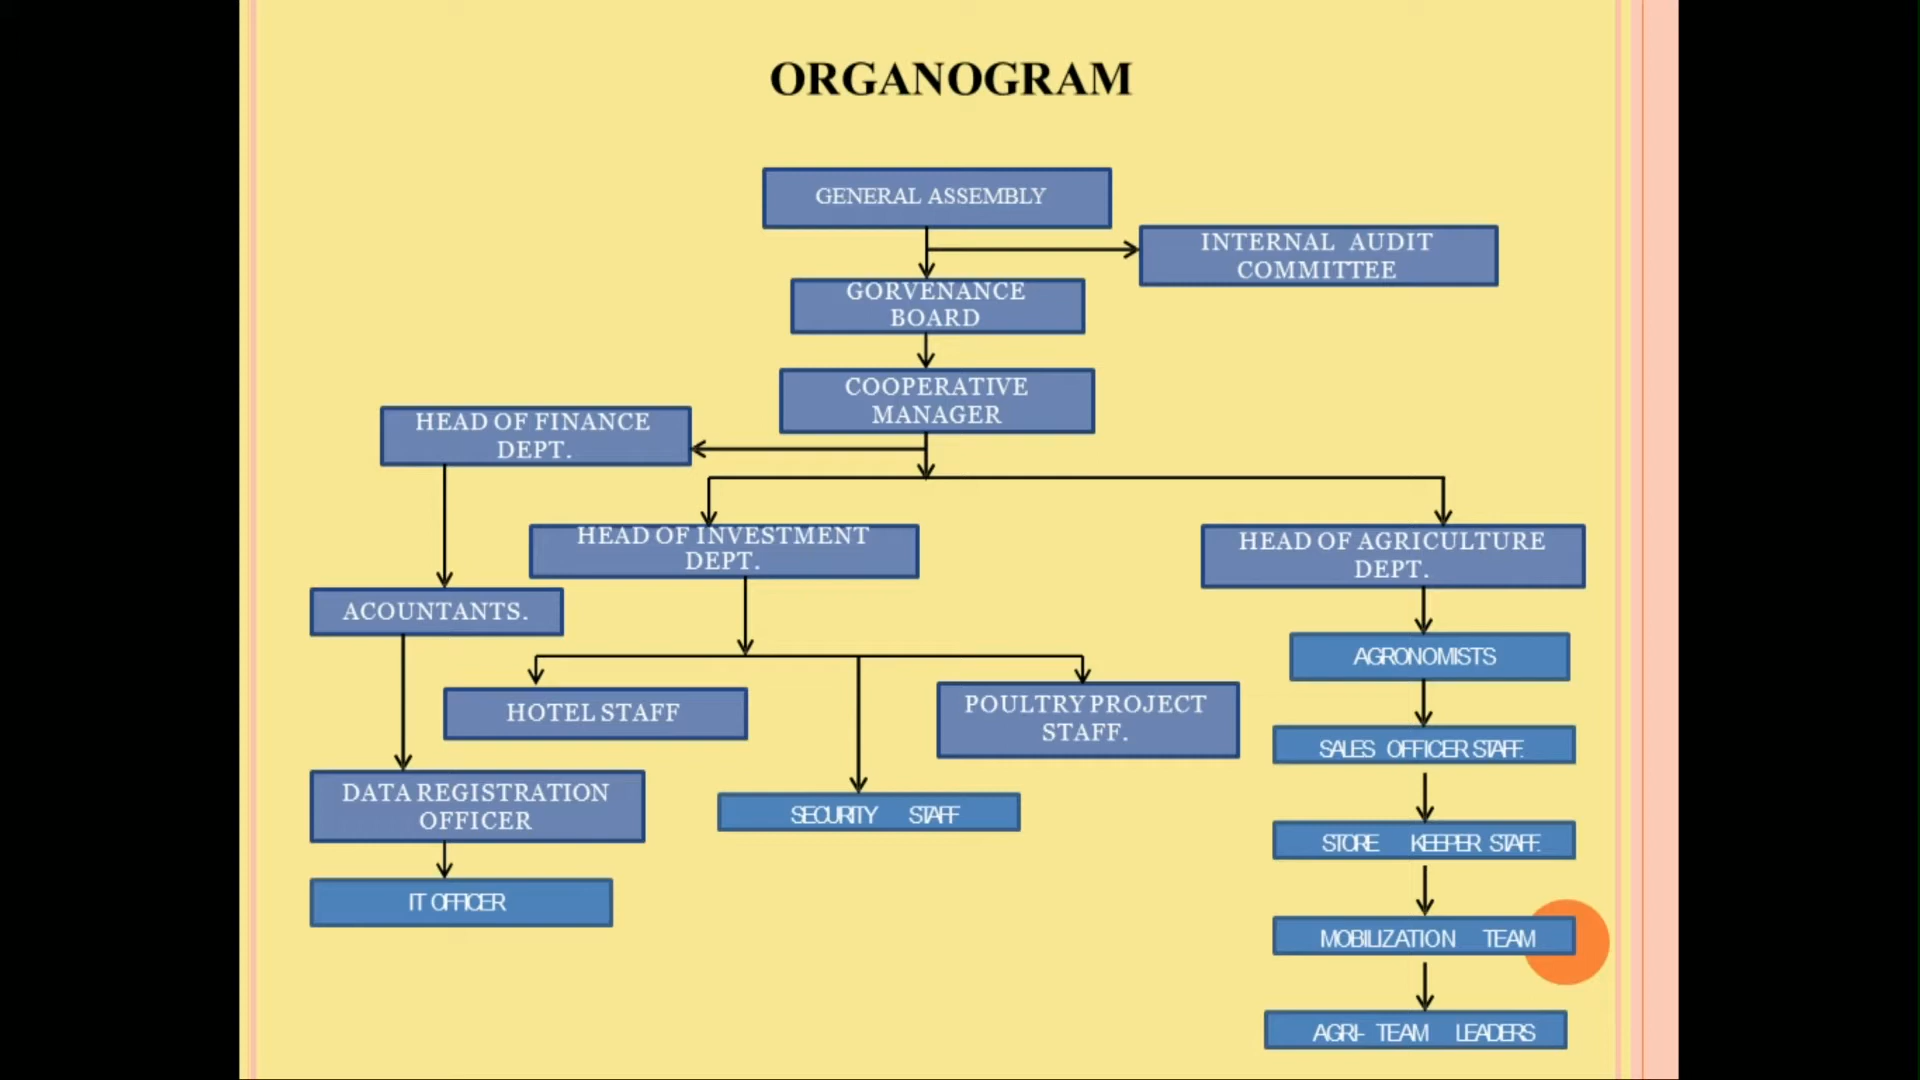 ORGANOGRAM
GENERAL ASSEMBLY
INTERNAL AUDIT
COMMITTEE
GORVENANCE
BOARD
COOPERATIVE
MANAGER
HEAD OF FINANCE
DEPT.
HEAD OF INVESTMENT
DEPT.
HEAD OF AGRICULTURE
DEPT.
ACOUNTANTS.
AGRONOMISTS
HOTEL STAFF
POULTRY PROJECT
STAFF.
SALES OFFICER STAFF.
DATA REGISTRATION
OFFICER
SECURITY STAFF
STORE KEEPER STAFF.
IT OFFICER
MOBILIZATION TEAM
AGRI- TEAM LEADERS